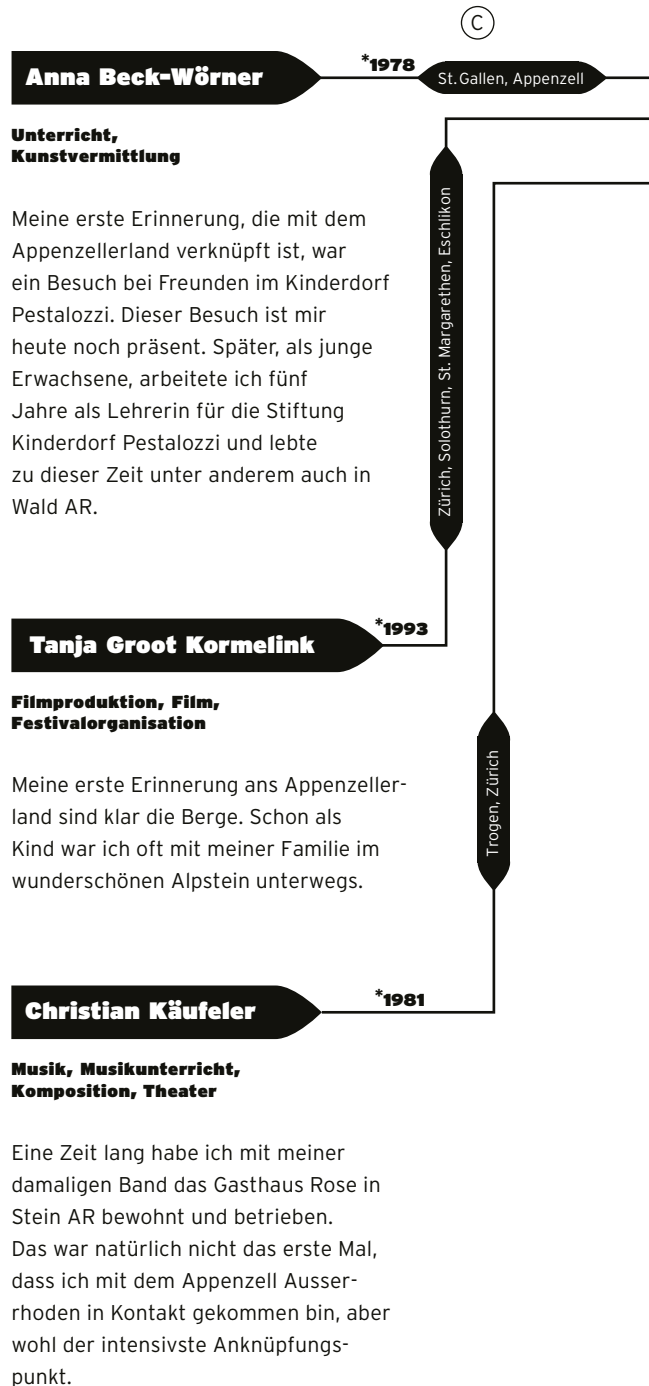 C
Anna Beck-Wörner
*1978
St. Gallen, Appenzell
Unterricht,
Kunstvermittlung
Meine erste Erinnerung, die mit dem
Appenzellerland verknüpft ist, war
ein Besuch bei Freunden im Kinderdorf
Pestalozzi. Dieser Besuch ist mir
heute noch präsent. Später, als junge
Erwachsene, arbeitete ich fünf
Jahre als Lehrerin für die Stiftung
Kinderdorf Pestalozzi und lebte
zu dieser Zeit unter anderem auch in
Wald AR.
Zürich, Solothurn, St. Margarethen, Eschlikon
Tanja Groot Kormelink
*1993
Filmproduktion, Film,
Festivalorganisation
Meine erste Erinnerung ans Appenzeller-
land sind klar die Berge. Schon als
Kind war ich oft mit meiner Familie im
wunderschönen Alpstein unterwegs.
Trogen, Zürich
Christian Käufeler
*1981
Musik, Musikunterricht,
Komposition, Theater
Eine Zeit lang habe ich mit meiner
damaligen Band das Gasthaus Rose in
Stein AR bewohnt und betrieben.
Das war natürlich nicht das erste Mal,
dass ich mit dem Appenzell Ausser-
rhoden in Kontakt gekommen bin, aber
wohl der intensivste Anknüpfungs-
punkt.